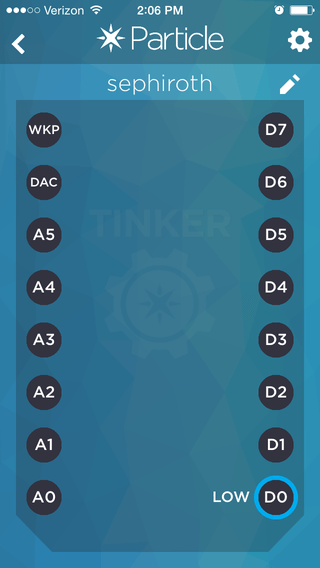 Verizon 2:06 PM
Particle
sephiroth
WKP D7
DAC D6
TINKER
A5 D5
A4 D4
A3 D3
A2 D2
A1 D1
A0 LOW D0